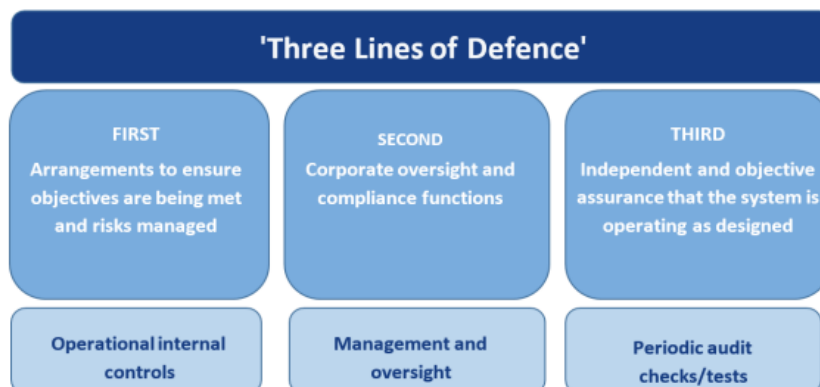 'Three Lines of Defence'
FIRST
Arrangements to ensure
objectives are being met
and risks managed
SECOND
Corporate oversight and
compliance functions
THIRD
Independent and objective
assurance that the system is
operating as designed
Operational internal
controls
Management and
oversight
Periodic audit
checks/tests